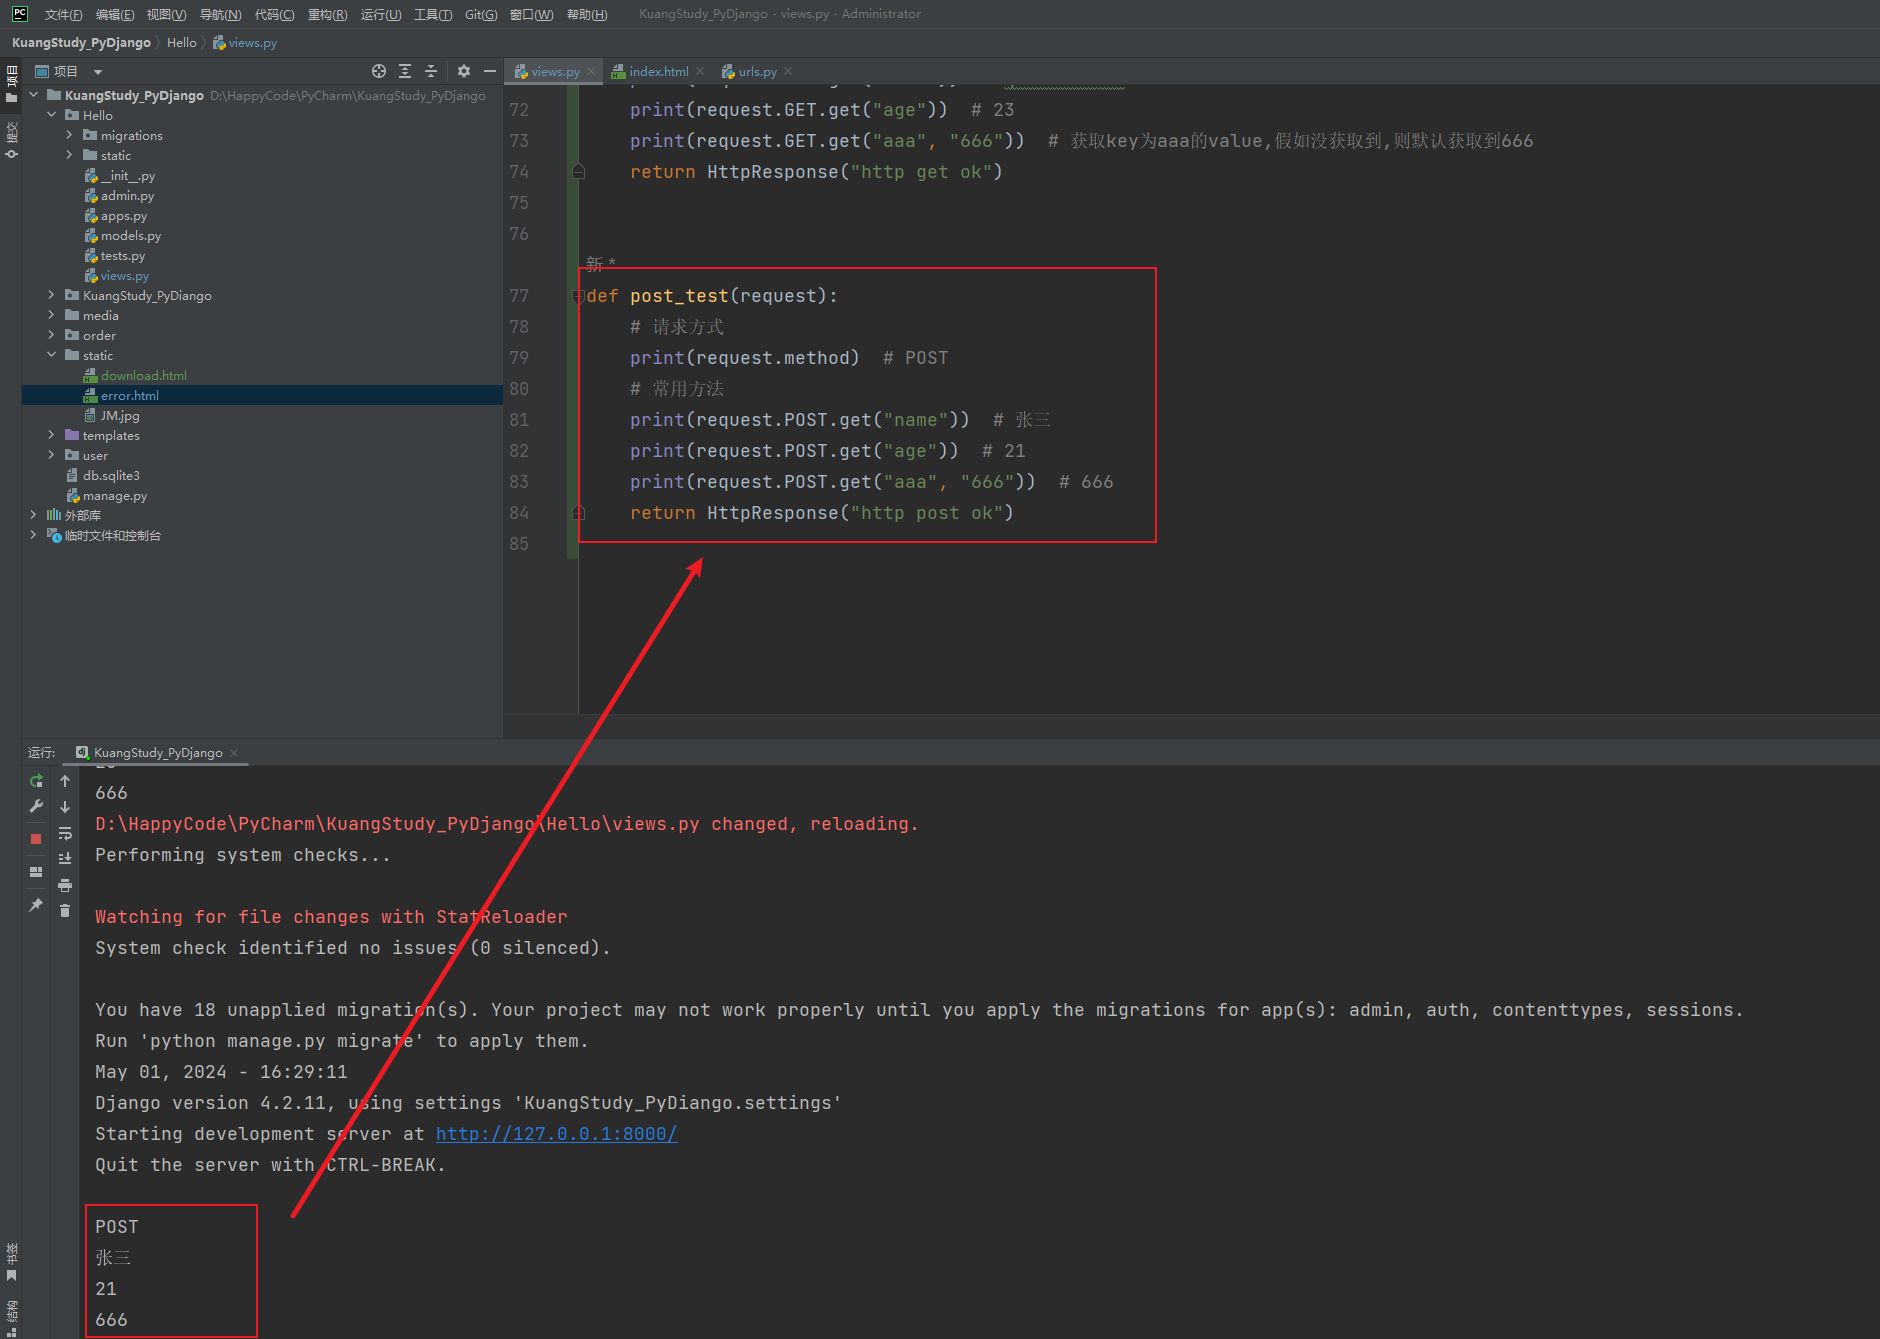 PC 文件(F) 编辑(E) 视图(V) 导航(N) 代码(C) 重构(R) 运行(U) 工具(T) Git(G) 窗口(W) 帮助(H) KuangStudy_PyDjango - views.py - Administrator
KuangStudy_PyDjango Hello views.py
项目
提交
项目
KuangStudy_PyDjango D:\HappyCode\PyCharm\KuangStudy_PyDjango
Hello
migrations
static
__init__.py
admin.py
apps.py
models.py
tests.py
views.py
KuangStudy_PyDiango
media
order
static
download.html
error.html
JM.jpg
templates
user
db.sqlite3
manage.py
外部库
临时文件和控制台
views.py index.html urls.py
72 print(request.GET.get("age")) # 23
73 print(request.GET.get("aaa", "666")) # 获取key为aaa的value,假如没获取到,则默认获取到666
74 return HttpResponse("http get ok")
75
76
新 *
77 def post_test(request):
78 # 请求方式
79 print(request.method) # POST
80 # 常用方法
81 print(request.POST.get("name")) # 张三
82 print(request.POST.get("age")) # 21
83 print(request.POST.get("aaa", "666")) # 666
84 return HttpResponse("http post ok")
85
运行: dj KuangStudy_PyDjango
666
D:\HappyCode\PyCharm\KuangStudy_PyDjango\Hello\views.py changed, reloading.
Performing system checks...
Watching for file changes with StatReloader
System check identified no issues (0 silenced).
You have 18 unapplied migration(s). Your project may not work properly until you apply the migrations for app(s): admin, auth, contenttypes, sessions.
Run 'python manage.py migrate' to apply them.
May 01, 2024 - 16:29:11
Django version 4.2.11, using settings 'KuangStudy_PyDiango.settings'
Starting development server at http://127.0.0.1:8000/
Quit the server with CTRL-BREAK.
POST
张三
21
666
书签
结构